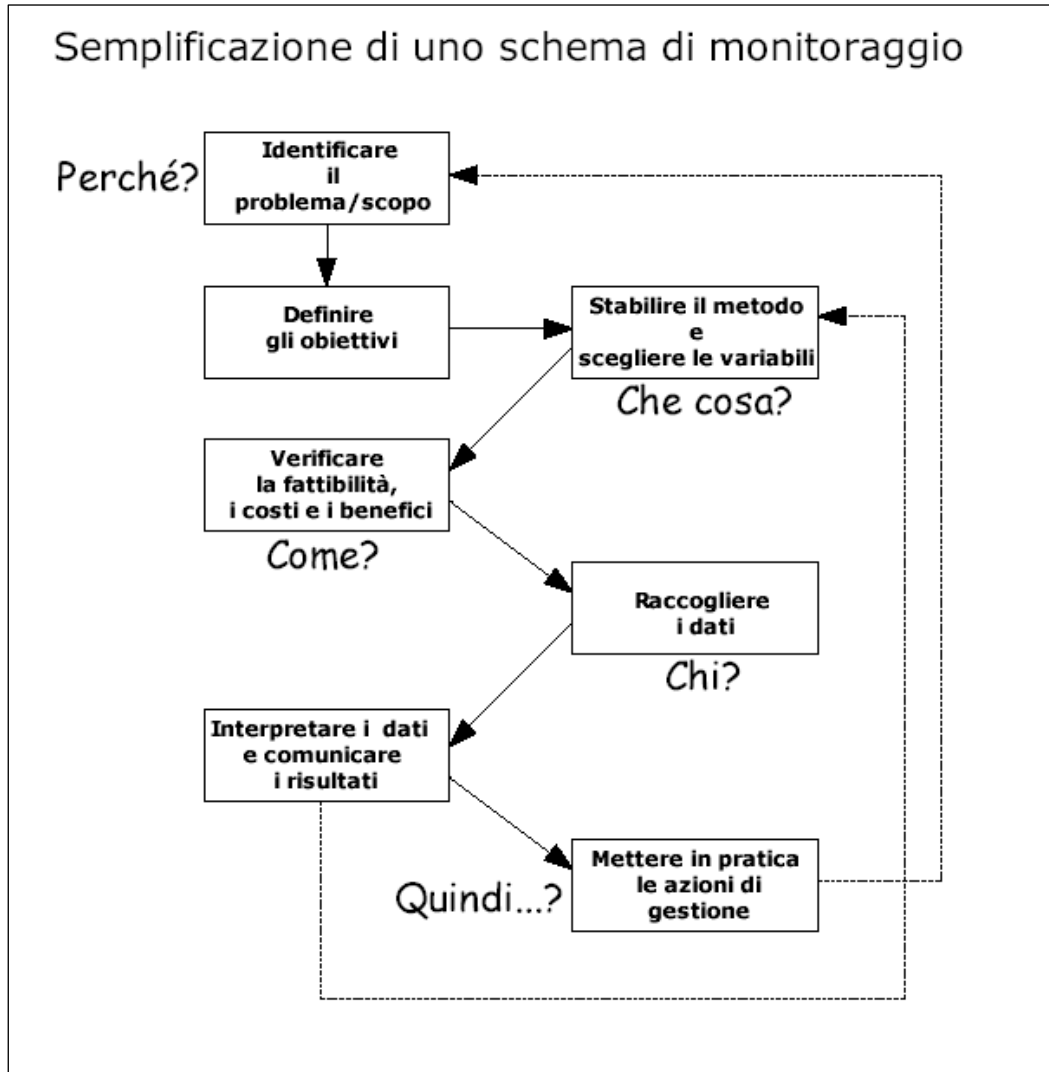 Semplificazione di uno schema di monitoraggio
Perché?
Identificare
il
problema/scopo
Definire
gli obiettivi
Stabilire il metodo
e
scegliere le variabili
Che cosa?
Verificare
la fattibilità,
i costi e i benefici
Come?
Raccogliere
i dati
Chi?
Interpretare i dati
e comunicare
i risultati
Quindi...?
Mettere in pratica
le azioni di
gestione